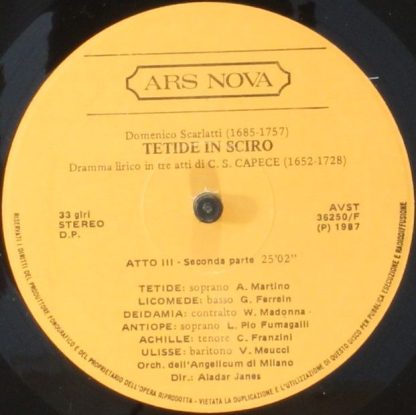 ARS NOVA
Domenico Scarlatti (1685-1757)
TETIDE IN SCIRO
Dramma lirico in tre atti di C. S. CAPECE (1652-1728)
33 giri
STEREO
D.P.
AVST
36250/F
(P) 1987
ATTO III - Seconda parte 25'02"
TETIDE: soprano A. Martino
LICOMEDE: basso G. Ferrein
DEIDAMIA: contralto W. Madonna
ANTIOPE: soprano L. Pio Fumagalli
ACHILLE: tenore C. Franzini
ULISSE: baritono V. Meucci
Orch. dell'Angelicum di Milano
Dir.: Aladar Janes
RISERVATI I DIRITTI DEL PRODUTTORE FONOGRAFICO E DEL PROPRIETARIO DELL'OPERA RIPRODOTTA - VIETATA LA DUPLICAZIONE E L'UTILIZZAZIONE DI QUESTO DISCO PER PUBBLICA ESECUZIONE E RADIODIFFUSIONE